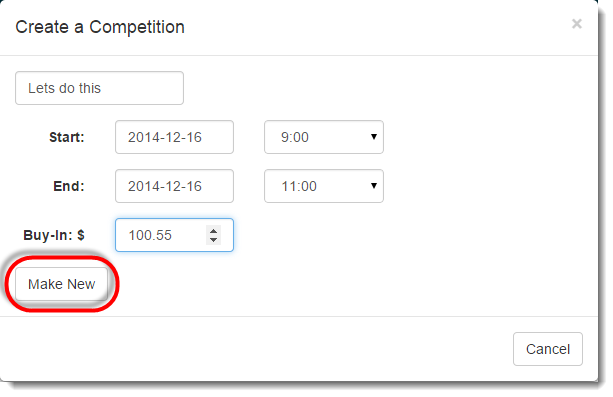 Create a Competition ×
Lets do this
Start: 2014-12-16 9:00
End: 2014-12-16 11:00
Buy-In: $ 100.55
Make New
Cancel